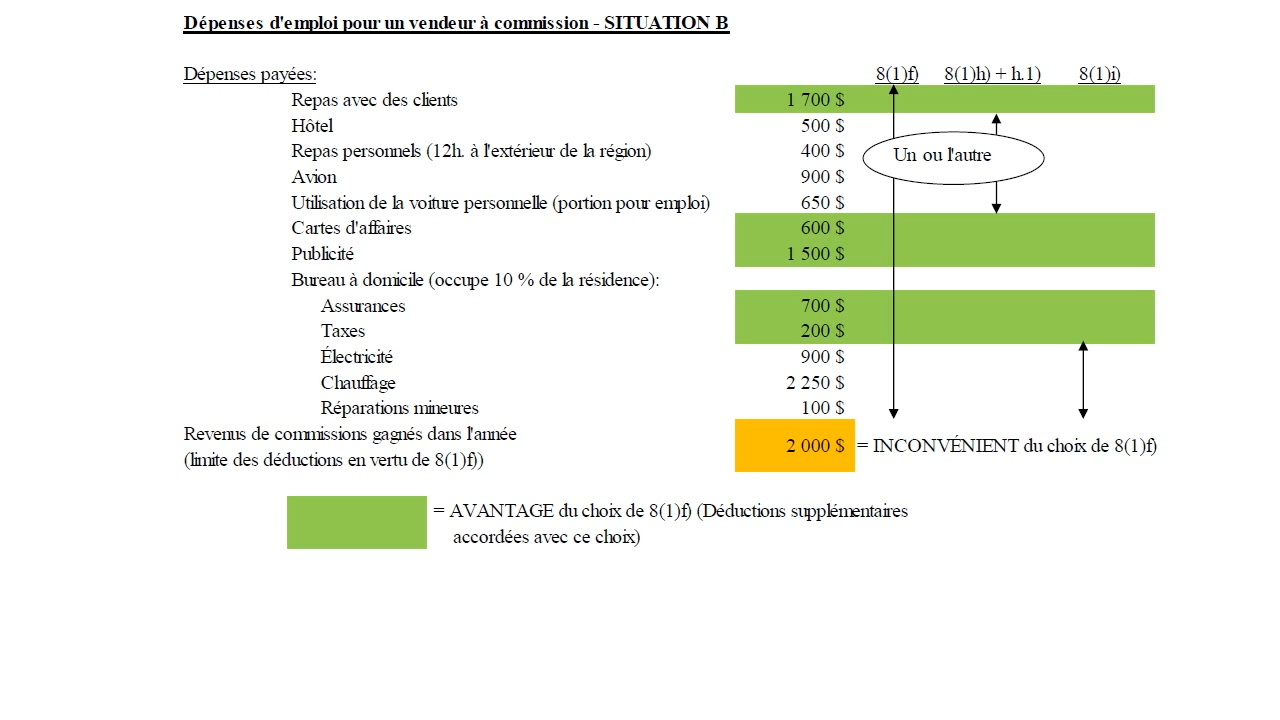 Dépenses d'emploi pour un vendeur à commission - SITUATION B
Dépenses payées: 8(1)f) 8(1)h) + h.1) 8(1)i)
Repas avec des clients 1 700 $
Hôtel 500 $
Repas personnels (12h. à l'extérieur de la région) 400 $
Un ou l'autre
Avion 900 $
Utilisation de la voiture personnelle (portion pour emploi) 650 $
Cartes d'affaires 600 $
Publicité 1 500 $
Bureau à domicile (occupe 10 % de la résidence):
Assurances 700 $
Taxes 200 $
Électricité 900 $
Chauffage 2 250 $
Réparations mineures 100 $
Revenus de commissions gagnés dans l'année
2 000 $ = INCONVÉNIENT du choix de 8(1)f)
(limite des déductions en vertu de 8(1)f))
= AVANTAGE du choix de 8(1)f) (Déductions supplémentaires
accordées avec ce choix)